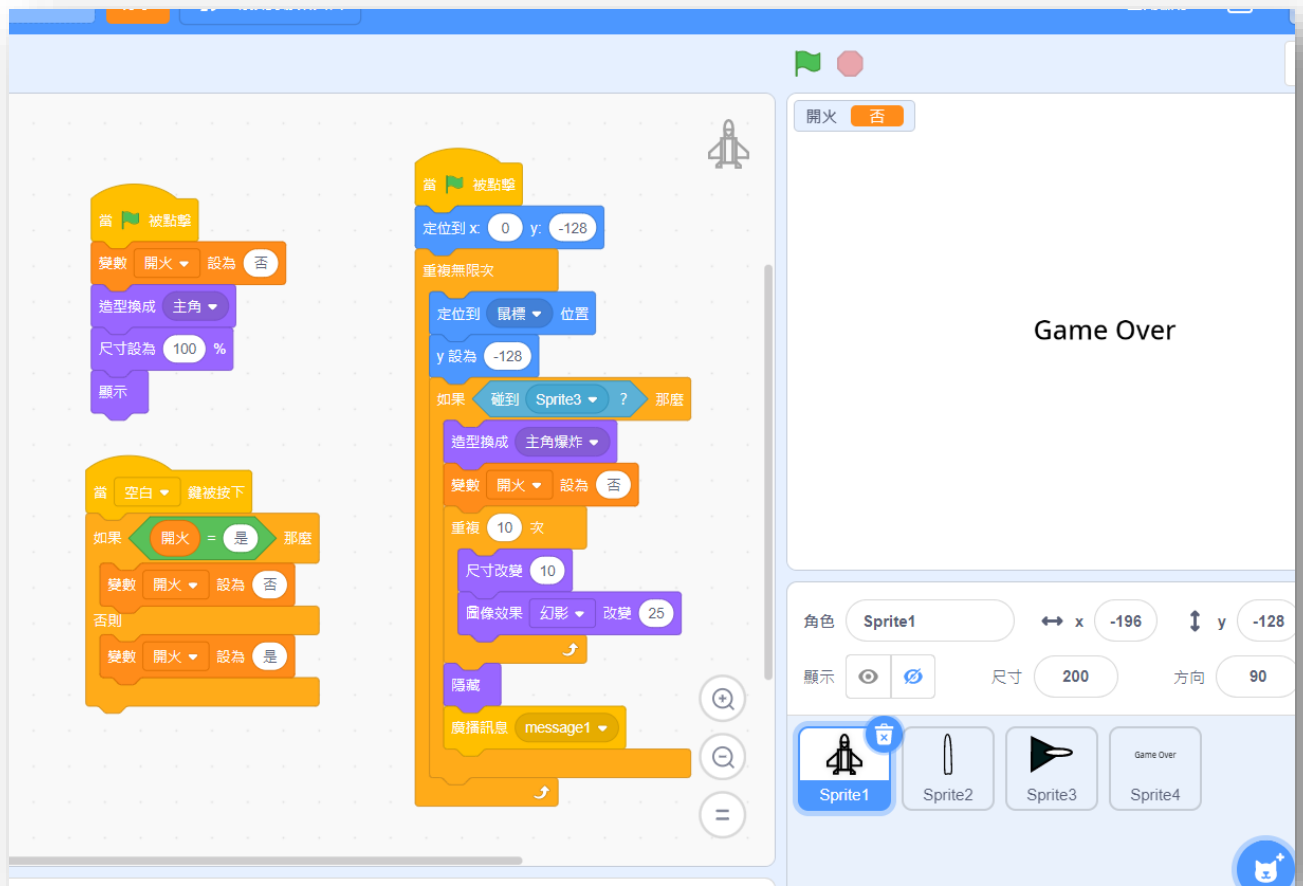 開火 否
當 被點擊
變數 開火 設為 否
造型換成 主角
尺寸設為 100 %
顯示
當 空白 鍵被按下
如果 開火 = 是 那麼
變數 開火 設為 否
否則
變數 開火 設為 是
當 被點擊
定位到 x: 0 y: -128
重複無限次
定位到 鼠標 位置
y 設為 -128
如果 碰到 Sprite3 ? 那麼
造型換成 主角爆炸
變數 開火 設為 否
重複 10 次
尺寸改變 10
圖像效果 幻影 改變 25
隱藏
廣播訊息 message1
Game Over
角色 Sprite1 x -196 y -128
顯示 尺寸 200 方向 90
Game Over
Sprite1 Sprite2 Sprite3 Sprite4